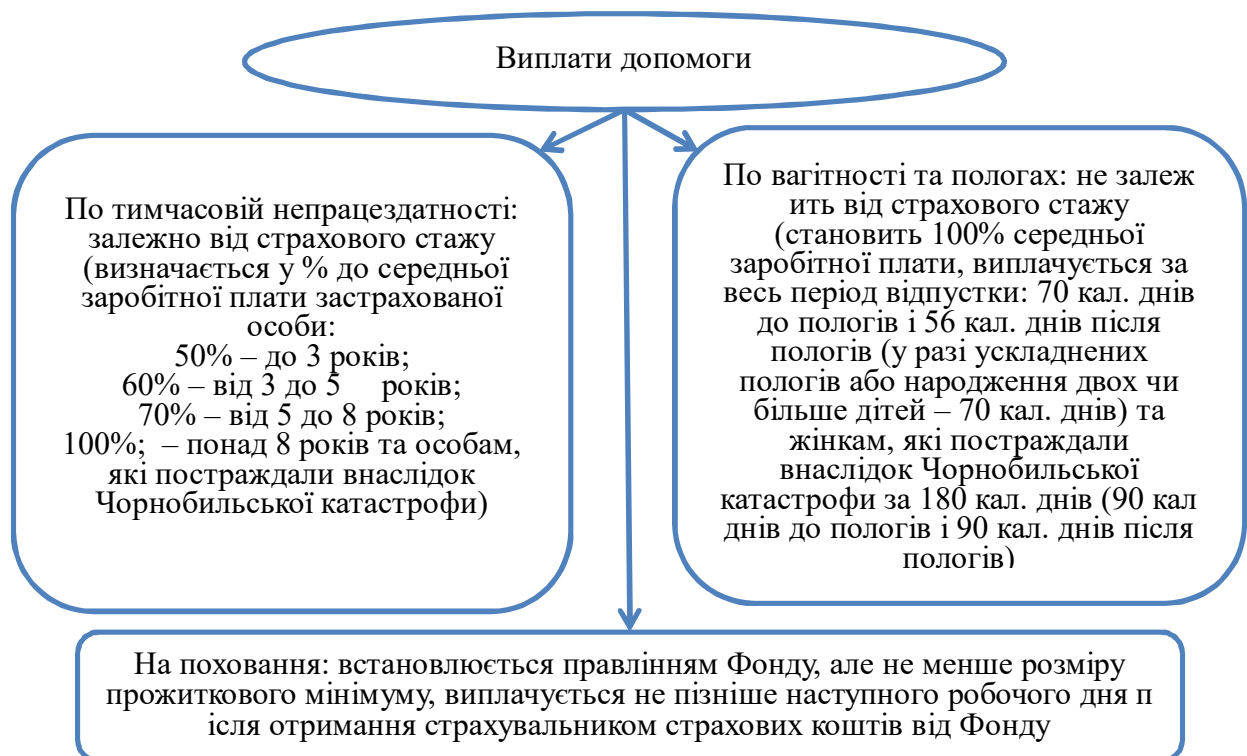 Виплати допомоги
По тимчасовій непрацездатності:
залежно від страхового стажу
(визначається у % до середньої
заробітної плати застрахованої
особи:
50% – до 3 років;
60% – від 3 до 5 років;
70% – від 5 до 8 років;
100%; – понад 8 років та особам,
які постраждали внаслідок
Чорнобильської катастрофи)
По вагітності та пологах: не залеж
ить від страхового стажу
(становить 100% середньої
заробітної плати, виплачується за
весь період відпустки: 70 кал. днів
до пологів і 56 кал. днів після
пологів (у разі ускладнених
пологів або народження двох чи
більше дітей – 70 кал. днів) та
жінкам, які постраждали
внаслідок Чорнобильської
катастрофи за 180 кал. днів (90 кал
днів до пологів і 90 кал. днів після
пологів)
На поховання: встановлюється правлінням Фонду, але не менше розміру
прожиткового мінімуму, виплачується не пізніше наступного робочого дня п
ісля отримання страхувальником страхових коштів від Фонду